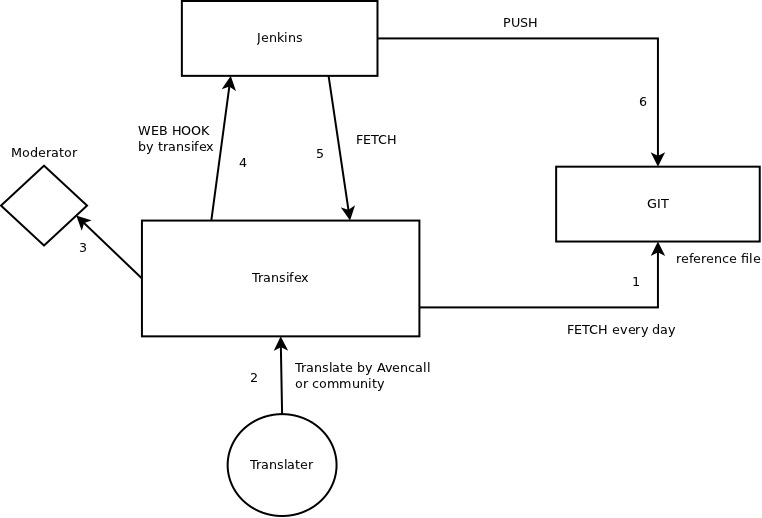 PUSH
Jenkins
6
WEB HOOK
by transifex
4
5
FETCH
Moderator
GIT
3
reference file
Transifex
1
FETCH every day
2
Translate by Avencall
or community
Translater